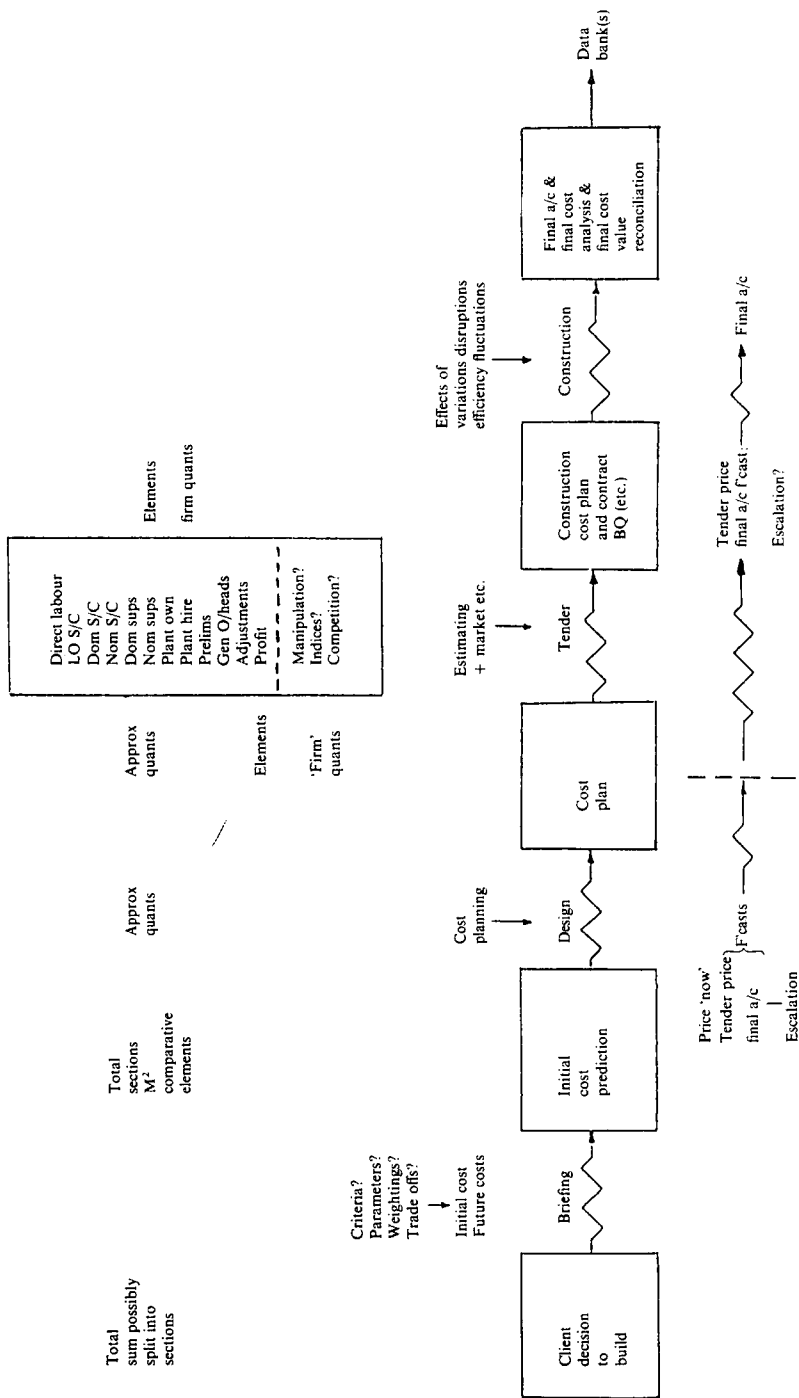 Total
sum possibly
split into
sections
Total
sections
M²
comparative
elements
Approx
quants
Approx
quants
Elements
'Firm'
quants
Direct labour
LO S/C
Dom S/C
Nom S/C
Dom sups
Nom sups
Plant own
Plant hire
Prelims
Gen O/heads
Adjustments
Profit
Manipulation?
Indices?
Competition?
Elements
firm quants
Criteria?
Parameters?
Weightings?
Trade offs?
Initial cost
Future costs
Cost
planning
Estimating
+ market etc.
Effects of
variations disruptions
efficiency fluctuations
Client
decision
to
build
Briefing
Initial
cost
prediction
Design
Cost
plan
Tender
Construction
cost plan
and contract
BQ (etc.)
Construction
Final a/c &
final cost
analysis &
final cost
value
reconciliation
Data
bank(s)
Price 'now'
Tender price
final a/c
F'casts
Escalation
Tender price
final a/c f'cast:
Escalation?
Final a/c